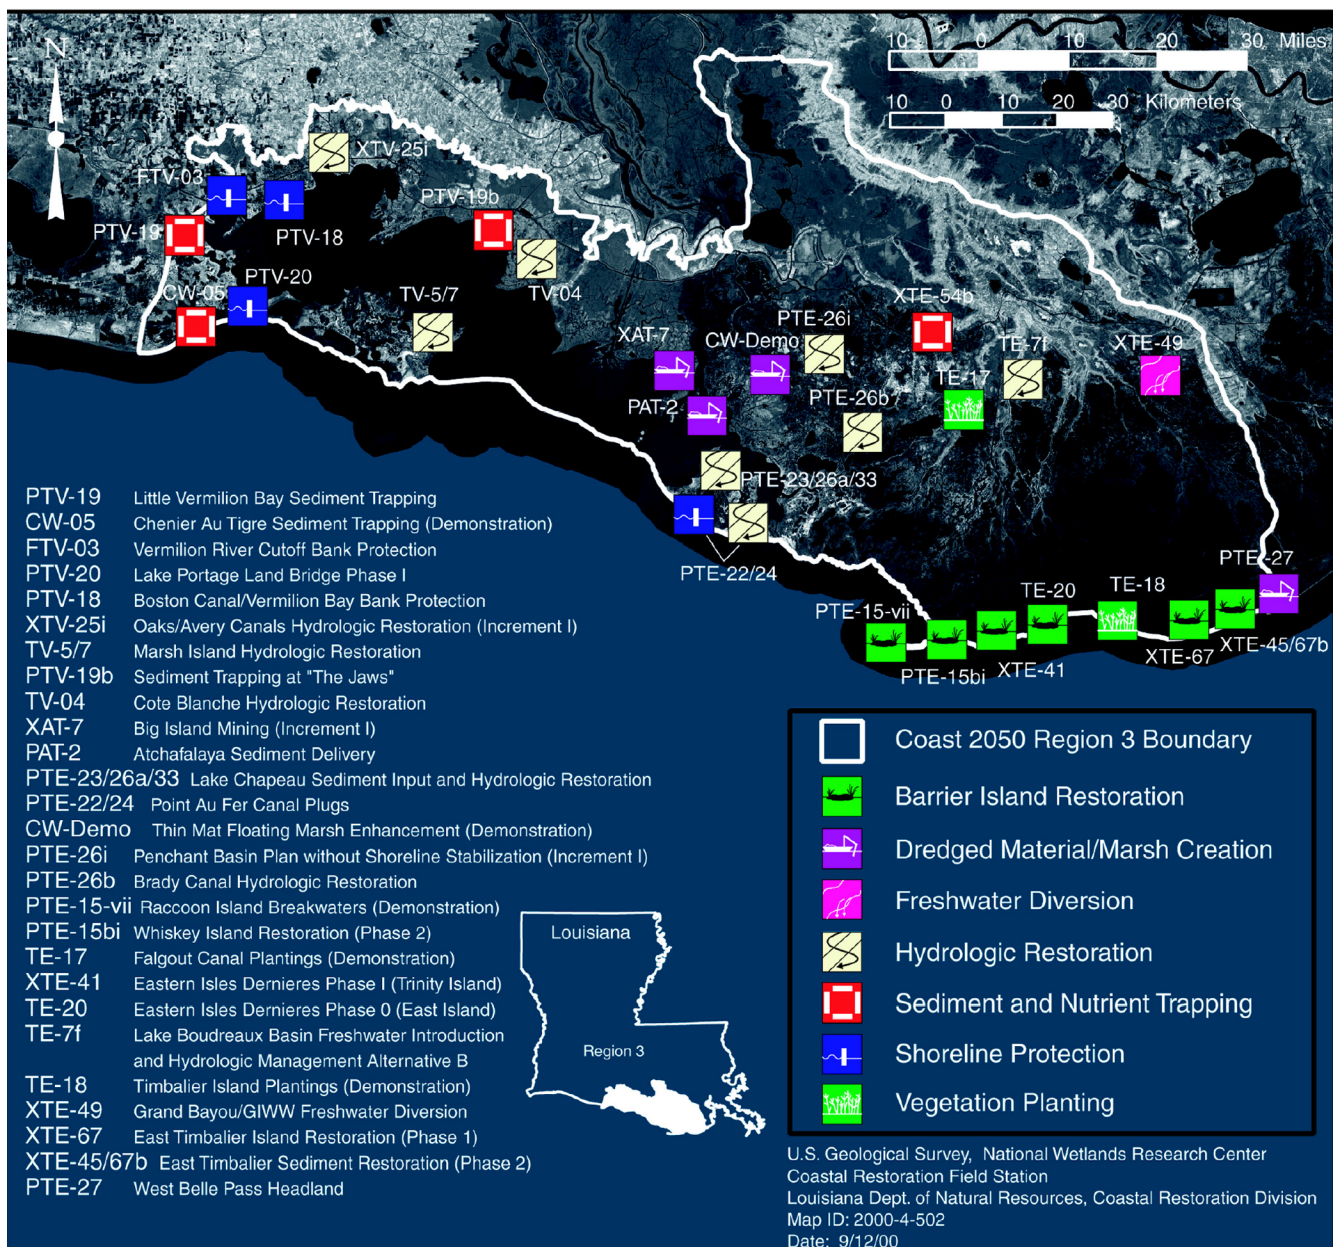 N
10 0 10 20 30 Miles
10 0 10 20 30 Kilometers
XTV-25i
FTV-03
PTV-19b
PTV-19
PTV-18
PTV-20
CW-05
TV-5/7
TV-04
XTE-54b
PTE-26i
XAT-7
CW-Demo
TE-7f
XTE-49
TE-17
PAT-2
PTE-26b
PTE-23/26a/33
PTE-22/24
PTE-27
TE-20
TE-18
PTE-15-vii
XTE-45/67b
XTE-67
XTE-41
PTE-15bi
PTV-19 Little Vermilion Bay Sediment Trapping
CW-05 Chenier Au Tigre Sediment Trapping (Demonstration)
FTV-03 Vermilion River Cutoff Bank Protection
PTV-20 Lake Portage Land Bridge Phase I
PTV-18 Boston Canal/Vermilion Bay Bank Protection
XTV-25i Oaks/Avery Canals Hydrologic Restoration (Increment I)
TV-5/7 Marsh Island Hydrologic Restoration
PTV-19b Sediment Trapping at "The Jaws"
TV-04 Cote Blanche Hydrologic Restoration
XAT-7 Big Island Mining (Increment I)
PAT-2 Atchafalaya Sediment Delivery
PTE-23/26a/33 Lake Chapeau Sediment Input and Hydrologic Restoration
PTE-22/24 Point Au Fer Canal Plugs
CW-Demo Thin Mat Floating Marsh Enhancement (Demonstration)
PTE-26i Penchant Basin Plan without Shoreline Stabilization (Increment I)
PTE-26b Brady Canal Hydrologic Restoration
PTE-15-vii Raccoon Island Breakwaters (Demonstration)
PTE-15bi Whiskey Island Restoration (Phase 2)
TE-17 Falgout Canal Plantings (Demonstration)
XTE-41 Eastern Isles Dernieres Phase I (Trinity Island)
TE-20 Eastern Isles Dernieres Phase 0 (East Island)
TE-7f Lake Boudreaux Basin Freshwater Introduction
and Hydrologic Management Alternative B
TE-18 Timbalier Island Plantings (Demonstration)
XTE-49 Grand Bayou/GIWW Freshwater Diversion
XTE-67 East Timbalier Island Restoration (Phase 1)
XTE-45/67b East Timbalier Sediment Restoration (Phase 2)
PTE-27 West Belle Pass Headland
Louisiana
Region 3
Coast 2050 Region 3 Boundary
Barrier Island Restoration
Dredged Material/Marsh Creation
Freshwater Diversion
Hydrologic Restoration
Sediment and Nutrient Trapping
Shoreline Protection
Vegetation Planting
U.S. Geological Survey, National Wetlands Research Center
Coastal Restoration Field Station
Louisiana Dept. of Natural Resources, Coastal Restoration Division
Map ID: 2000-4-502
Date: 9/12/00